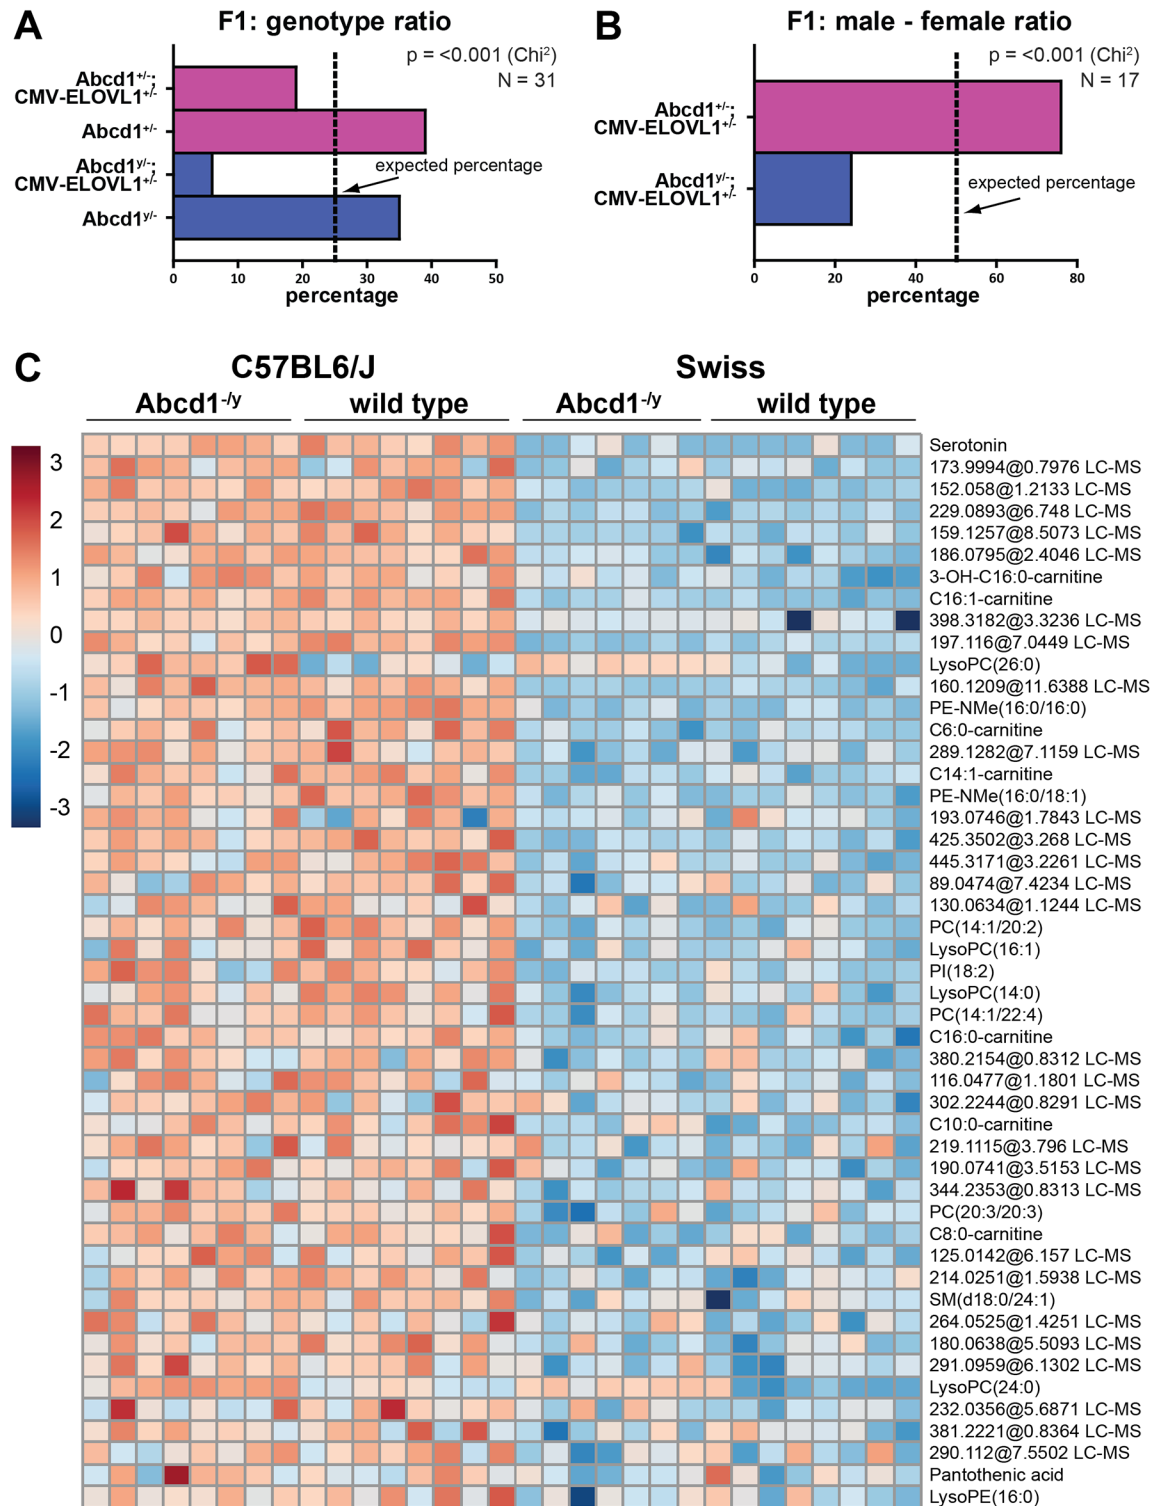 A
F1: genotype ratio
p = <0.001 (Chi²)
N = 31
Abcd1+/-;
CMV-ELOVL1+/-
Abcd1+/-
Abcd1y/-;
CMV-ELOVL1+/-
Abcd1y/-
expected percentage
0 10 20 30 40 50
percentage
B
F1: male - female ratio
p = <0.001 (Chi²)
N = 17
Abcd1+/-;
CMV-ELOVL1+/-
Abcd1y/-;
CMV-ELOVL1+/-
expected percentage
0 20 40 60 80
percentage
C
C57BL6/J
Swiss
Abcd1-/y
wild type
Abcd1-/y
wild type
3
2
1
0
-1
-2
-3
Serotonin
173.9994@0.7976 LC-MS
152.058@1.2133 LC-MS
229.0893@6.748 LC-MS
159.1257@8.5073 LC-MS
186.0795@2.4046 LC-MS
3-OH-C16:0-carnitine
C16:1-carnitine
398.3182@3.3236 LC-MS
197.116@7.0449 LC-MS
LysoPC(26:0)
160.1209@11.6388 LC-MS
PE-NMe(16:0/16:0)
C6:0-carnitine
289.1282@7.1159 LC-MS
C14:1-carnitine
PE-NMe(16:0/18:1)
193.0746@1.7843 LC-MS
425.3502@3.268 LC-MS
445.3171@3.2261 LC-MS
89.0474@7.4234 LC-MS
130.0634@1.1244 LC-MS
PC(14:1/20:2)
LysoPC(16:1)
PI(18:2)
LysoPC(14:0)
PC(14:1/22:4)
C16:0-carnitine
380.2154@0.8312 LC-MS
116.0477@1.1801 LC-MS
302.2244@0.8291 LC-MS
C10:0-carnitine
219.1115@3.796 LC-MS
190.0741@3.5153 LC-MS
344.2353@0.8313 LC-MS
PC(20:3/20:3)
C8:0-carnitine
125.0142@6.157 LC-MS
214.0251@1.5938 LC-MS
SM(d18:0/24:1)
264.0525@1.4251 LC-MS
180.0638@5.5093 LC-MS
291.0959@6.1302 LC-MS
LysoPC(24:0)
232.0356@5.6871 LC-MS
381.2221@0.8364 LC-MS
290.112@7.5502 LC-MS
Pantothenic acid
LysoPE(16:0)